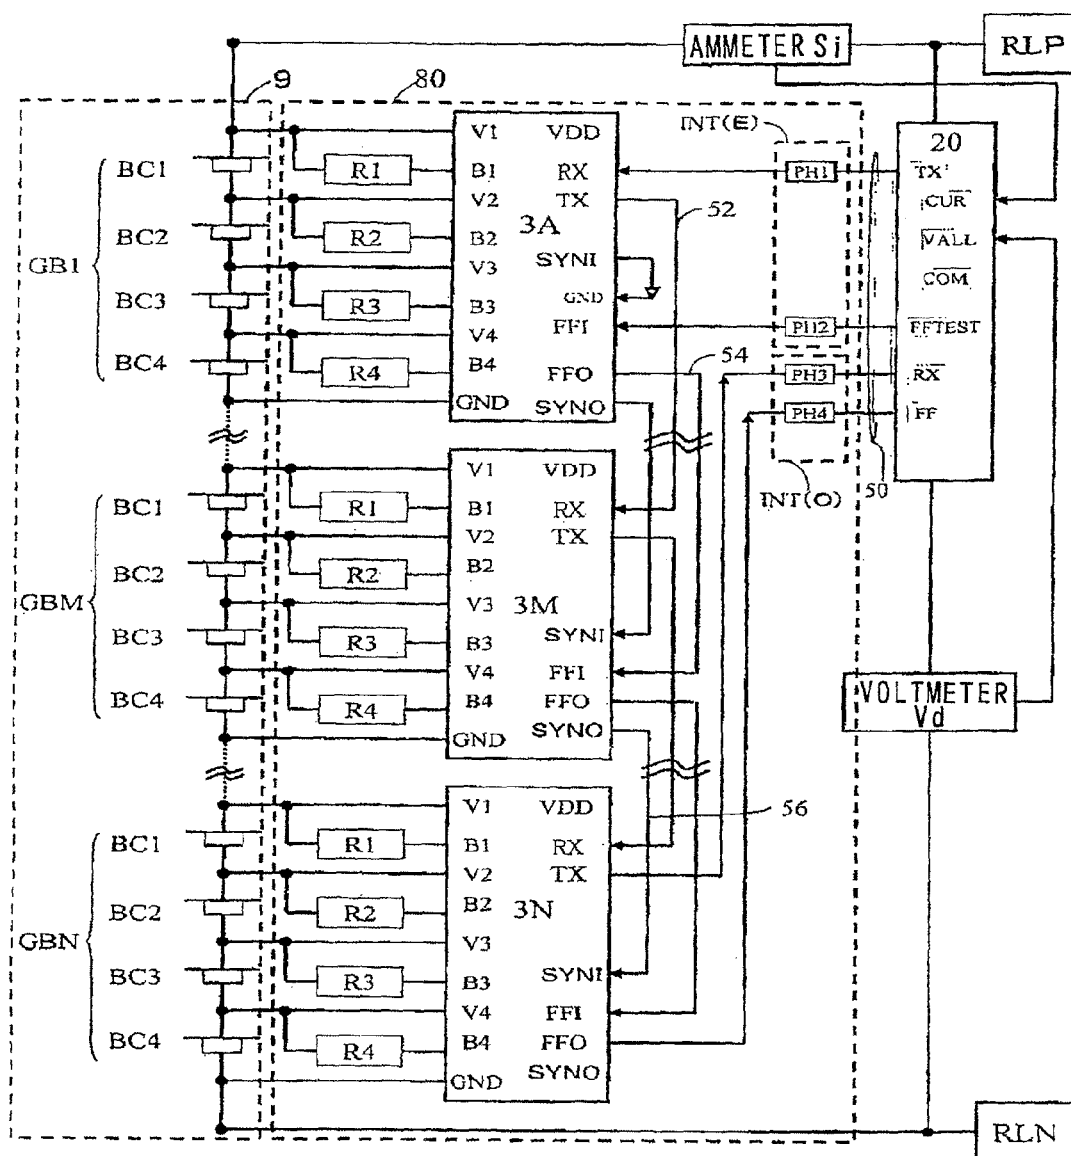 AMMETER Si
RLP
9
80
INT(E)
20
V1 VDD
BC1
R1
B1 RX
PH1
TX
V2 TX
52
CUR
BC2
R2
B2
3A
VALL
GB1
V3
SYNI
COM
BC3
R3
B3
GND
V4
FFI
PH2
FFTEST
BC4
R4
B4 FFO
54
PH3
RX
GND SYNO
PH4
FF
50
INT(O)
V1 VDD
BC1
R1
B1 RX
V2 TX
BC2
R2
B2
GBM
V3
3M
BC3
R3
B3
SYNI
V4 FFI
BC4
R4
B4 FFO
GND SYNO
VOLTMETER
Vd
V1 VDD
56
BC1
R1
B1 RX
V2 TX
BC2
R2
B2
3N
GBN
V3
BC3
R3
B3
SYNI
V4 FFI
BC4
R4
B4 FFO
GND SYNO
RLN